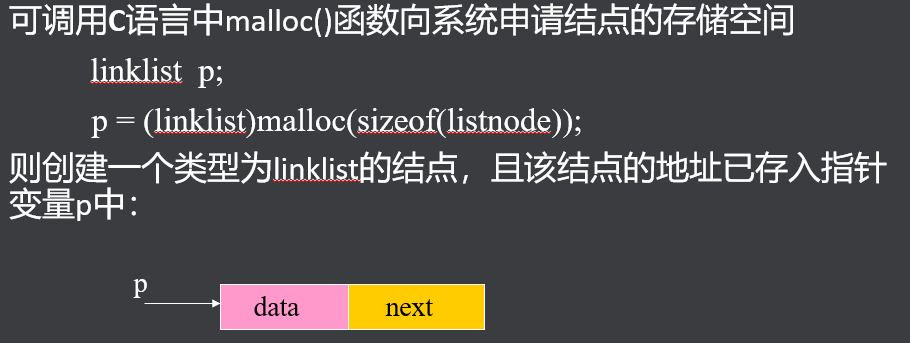 可调用C语言中malloc()函数向系统申请结点的存储空间
linklist p;
p = (linklist)malloc(sizeof(listnode));
则创建一个类型为linklist的结点，且该结点的地址已存入指针
变量p中：
p
data next